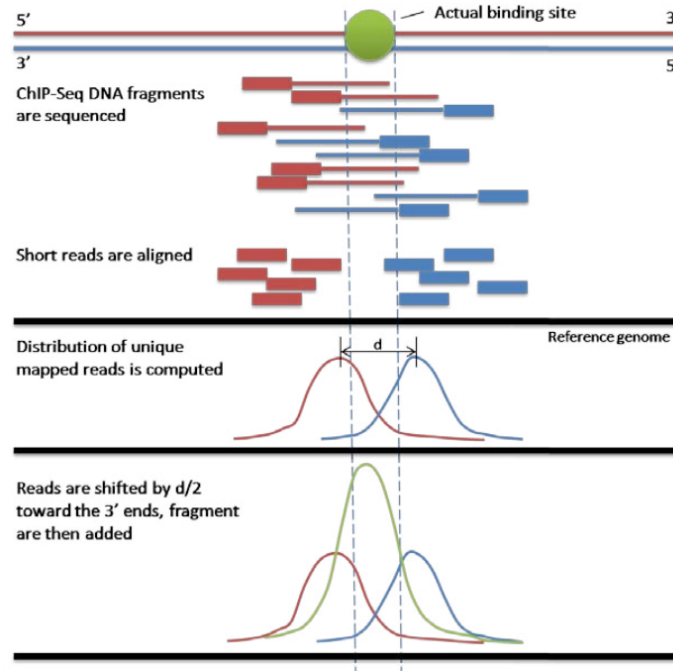 Actual binding site
5′
3
3′
5
ChIP-Seq DNA fragments
are sequenced
Short reads are aligned
Reference genome
Distribution of unique
mapped reads is computed
d
Reads are shifted by d/2
toward the 3′ ends, fragment
are then added